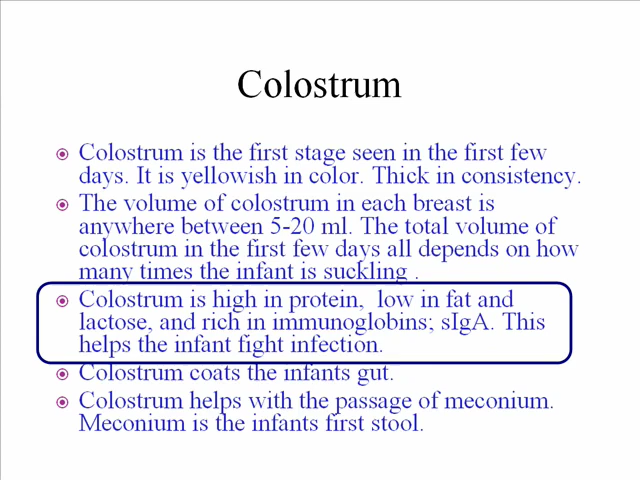 Colostrum
Colostrum is the first stage seen in the first few
days. It is yellowish in color. Thick in consistency.
The volume of colostrum in each breast is
anywhere between 5-20 ml. The total volume of
colostrum in the first few days all depends on how
many times the infant is suckling .
Colostrum is high in protein,  low in fat and
lactose, and rich in immunoglobins; sIgA. This
helps the infant fight infection.
Colostrum coats the infants gut.
Colostrum helps with the passage of meconium.
Meconium is the infants first stool.